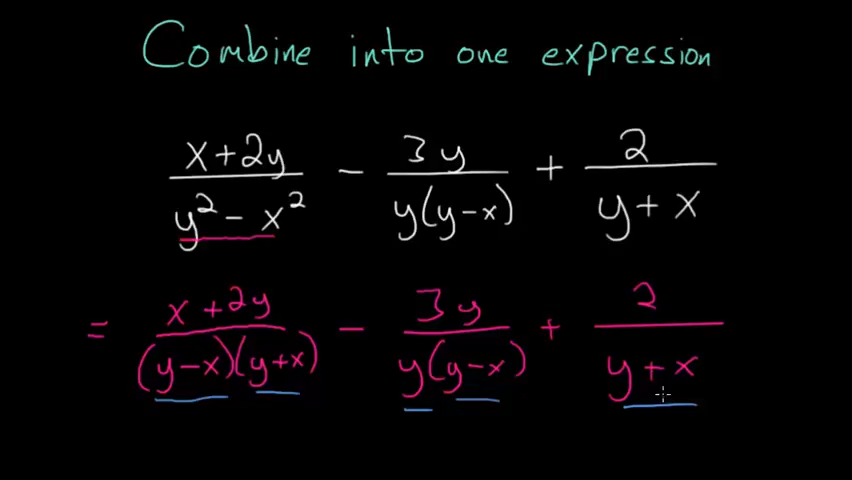 Combine into one expression
x+2y / y² - x² - 3y / y(y-x) + 2 / y+x
= x+2y / (y-x)(y+x) - 3y / y(y-x) + 2 / y+x